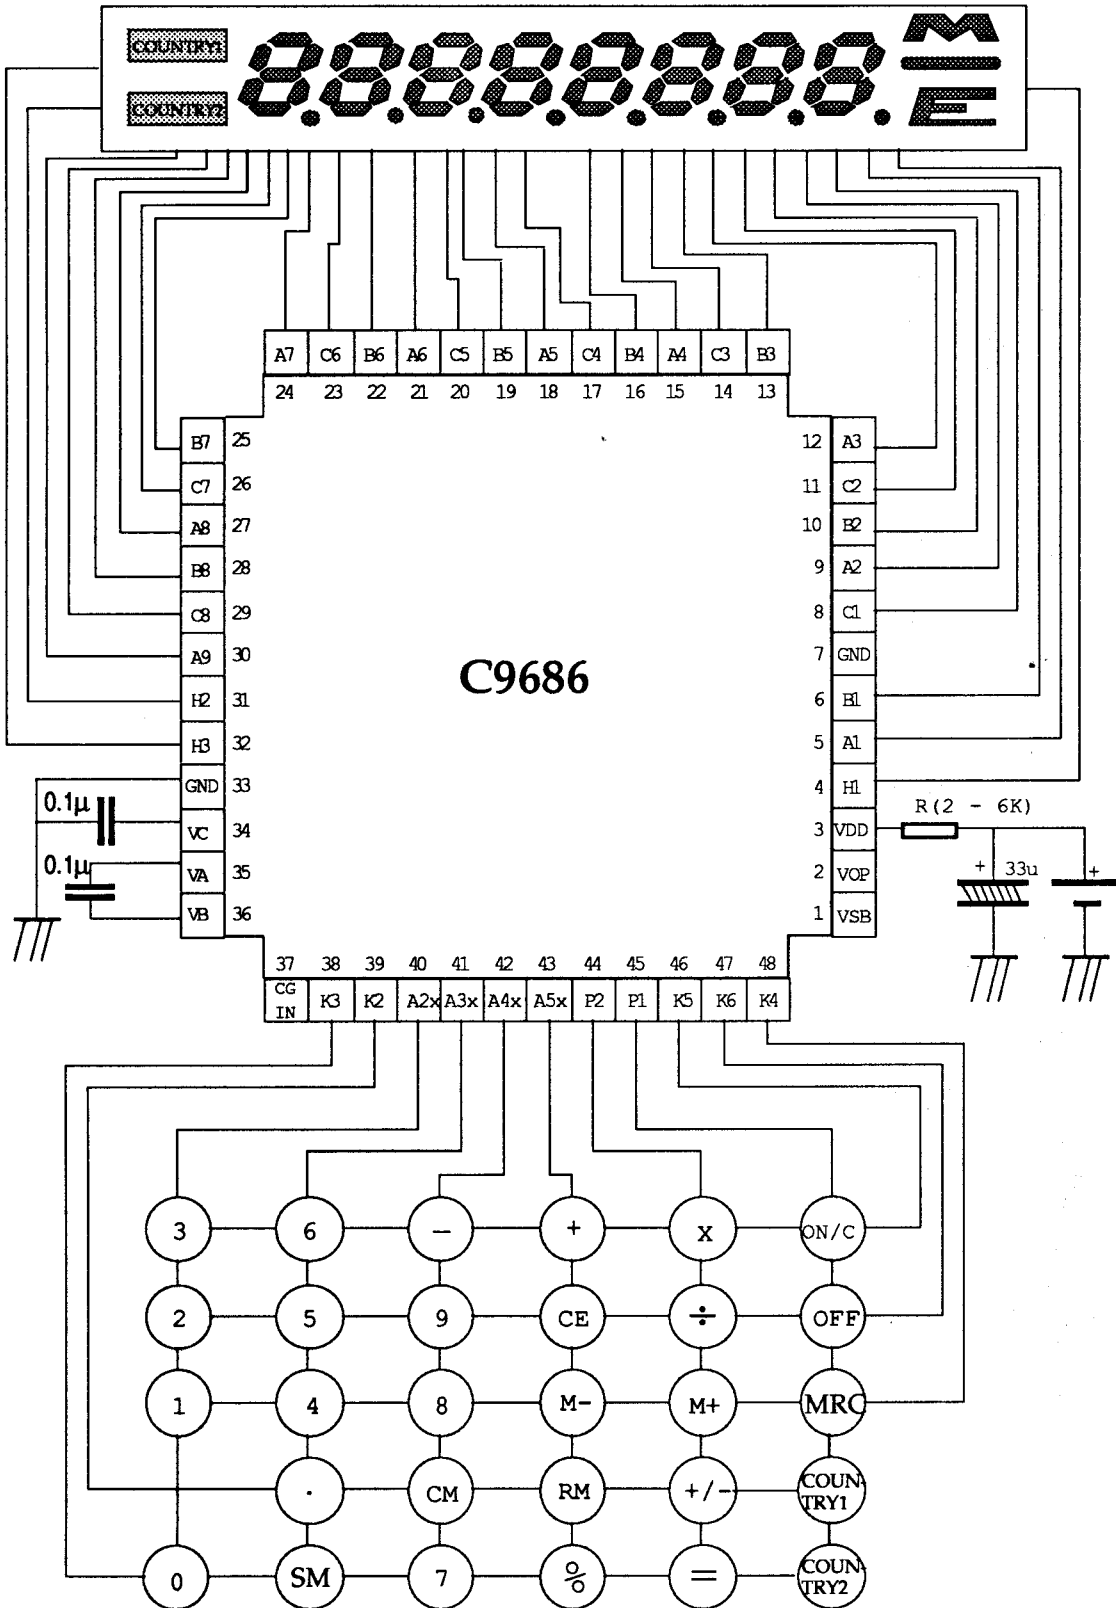 COUNTRY1
COUNTRY2
M
E
A7 C6 B6 A6 C5 B5 A5 C4 B4 A4 C3 B3
24 23 22 21 20 19 18 17 16 15 14 13
B7 25 12 A3
C7 26 11 C2
A8 27 10 B2
B8 28 9 A2
C8 29 8 C1
A9 30 7 GND
C9686
H2 31 6 B1
H3 32 5 A1
GND 33 4 H1
0.1μ
R(2 - 6K)
VC 34 3 VDD
0.1μ
VA 35 2 VOP
+ 33u +
VB 36 1 VSB
37 38 39 40 41 42 43 44 45 46 47 48
CG IN K3 K2 A2x A3x A4x A5x P2 P1 K5 K6 K4
3 6 − + x ON/C
2 5 9 CE ÷ OFF
1 4 8 M- M+ MRC
. CM RM +/- COUN-TRY1
0 SM 7 % = COUN-TRY2